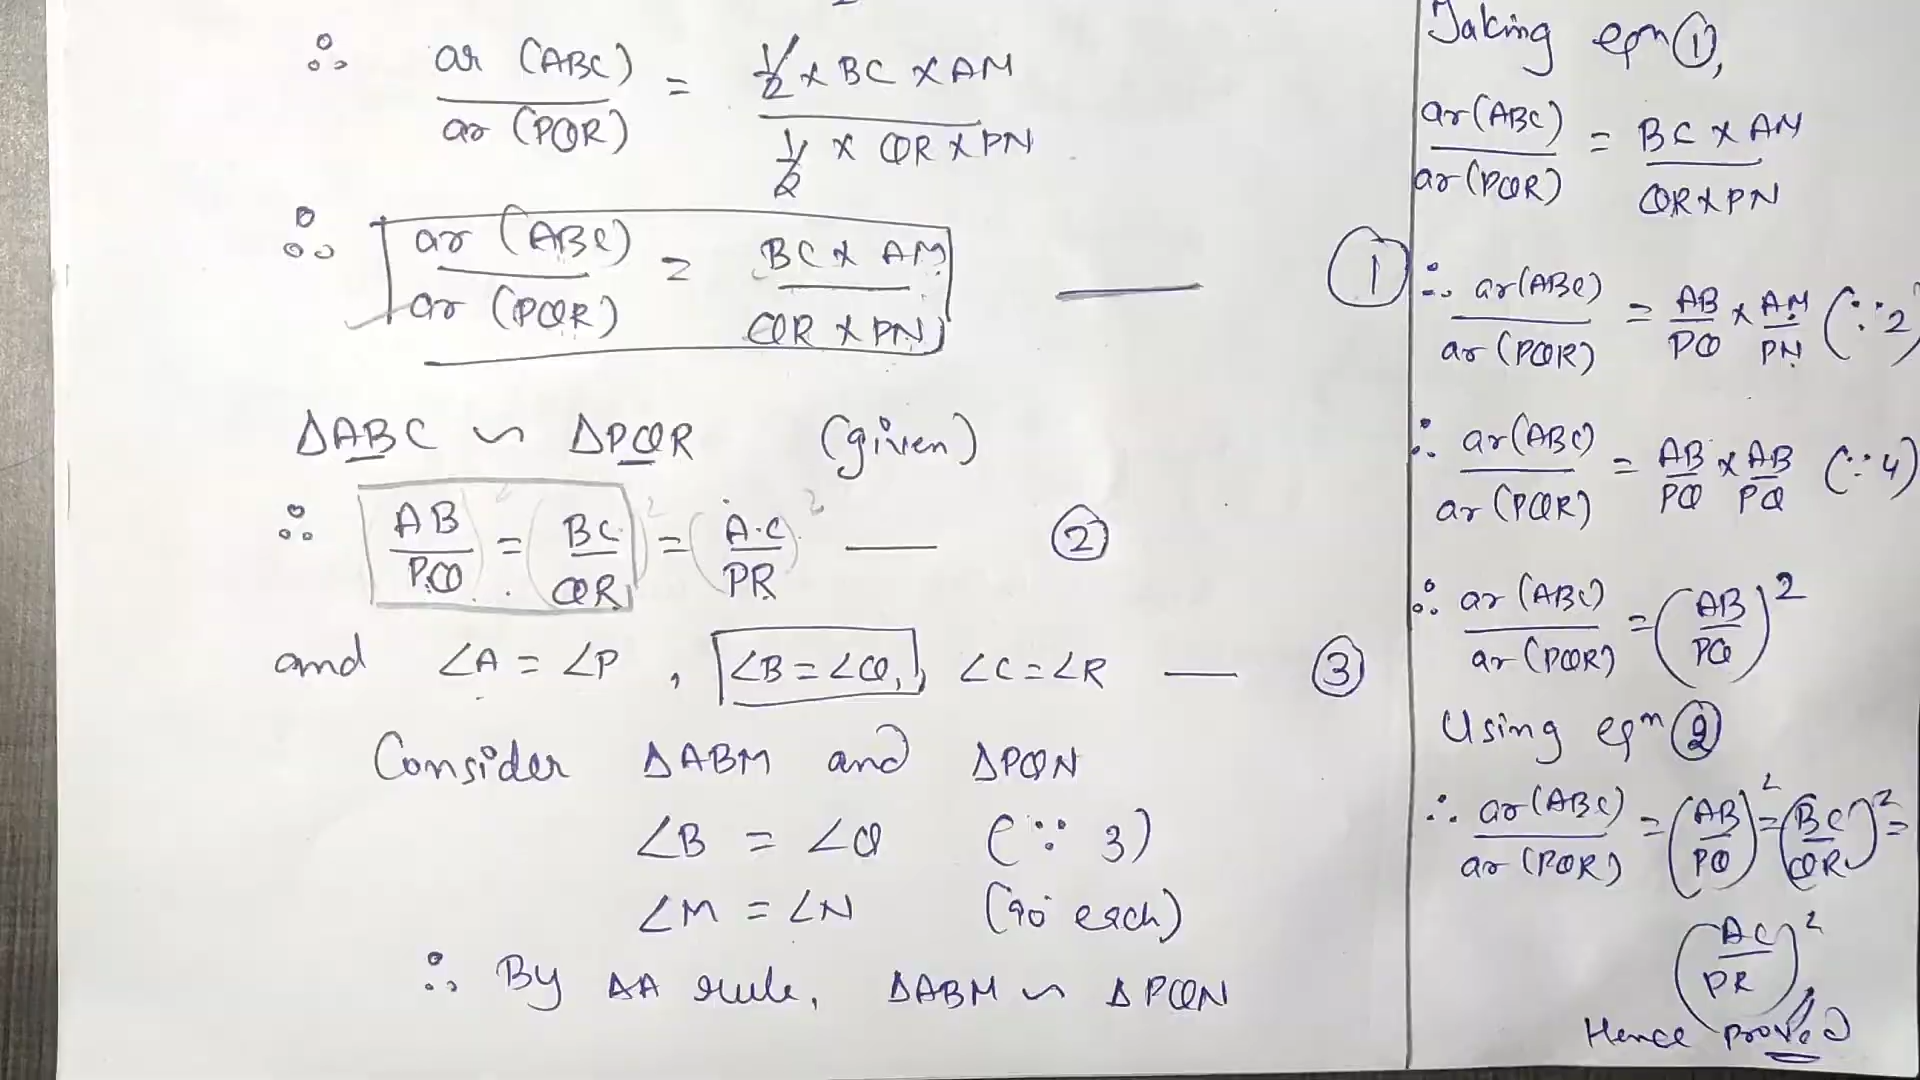 ∴ ar (ABC) / ar (PQR) = 1/2 × BC × AM / 1/2 × QR × PN
∴ ar (ABC) / ar (PQR) = BC × AM / QR × PN —— ①
ΔABC ∽ ΔPQR (given)
∴ AB/PQ = (BC/QR)² = (AC/PR)² —— ②
and ∠A = ∠P , ∠B = ∠Q, ∠C = ∠R —— ③
Consider ΔABM and ΔPQN
∠B = ∠Q (∵ 3)
∠M = ∠N (90° each)
∴ By AA rule, ΔABM ∽ ΔPQN
Taking eqn ①,
ar(ABC) / ar(PQR) = BC × AM / QR × PN
∴ ar(ABC) / ar(PQR) = AB/PQ × AM/PN (∵ 2)
∴ ar(ABC) / ar(PQR) = AB/PQ × AB/PQ (∵ 4)
∴ ar(ABC) / ar(PQR) = (AB/PQ)²
Using eqn ②
∴ ar(ABC) / ar(PQR) = (AB/PQ)² = (BC/QR)² =
(AC/PR)²
Hence proved